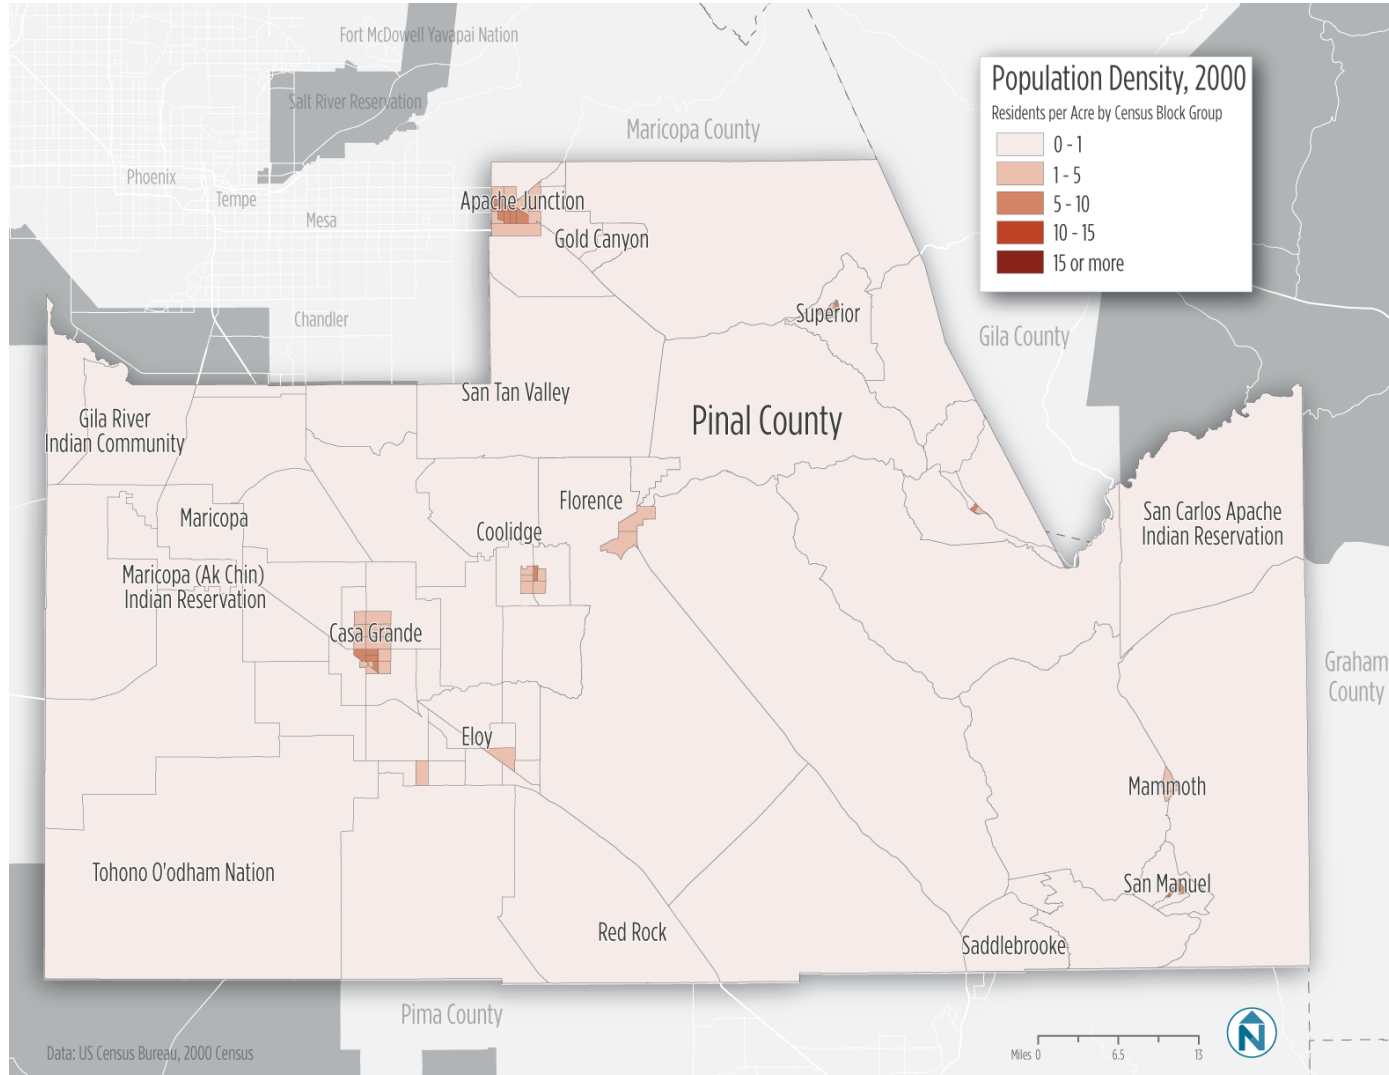 Fort McDowell Yavapai Nation
Salt River Reservation
Population Density, 2000
Residents per Acre by Census Block Group
0 - 1
1 - 5
5 - 10
10 - 15
15 or more
Maricopa County
Phoenix
Tempe
Mesa
Apache Junction
Gold Canyon
Superior
Chandler
Gila County
San Tan Valley
Pinal County
Gila River
Indian Community
Florence
Maricopa
Coolidge
San Carlos Apache
Indian Reservation
Maricopa (Ak Chin)
Indian Reservation
Casa Grande
Graham
County
Eloy
Mammoth
Tohono O'odham Nation
San Manuel
Red Rock
Saddlebrooke
Pima County
N
Data: US Census Bureau, 2000 Census
Miles 0 6.5 13